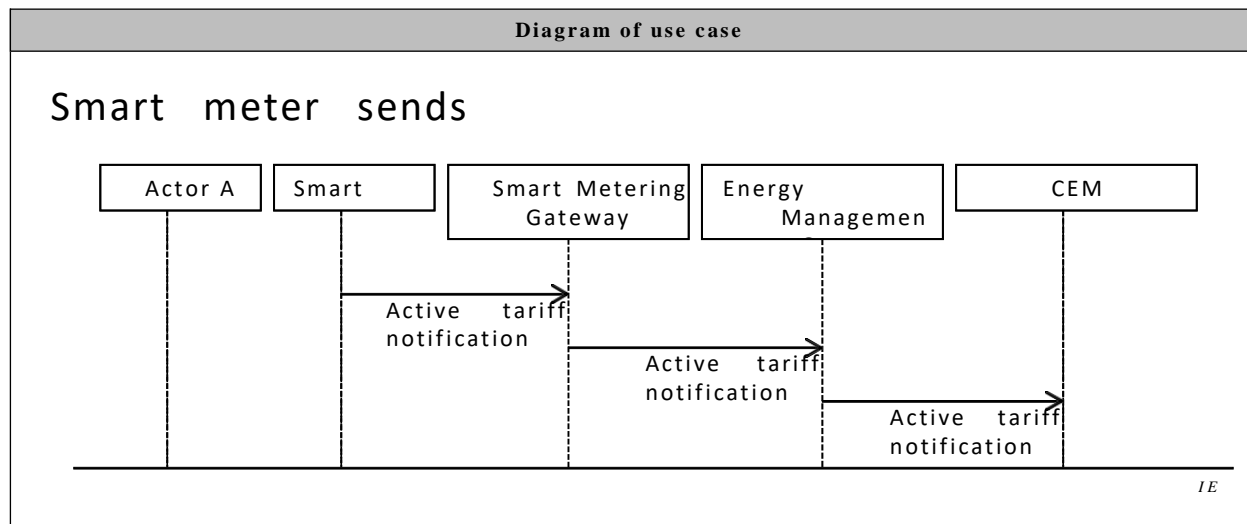 Diagram of use case
Smart meter sends
Actor A
Smart
Smart Metering
Gateway
Energy
Managemen
CEM
Active tariff
notification
Active tariff
notification
Active tariff
notification
IE